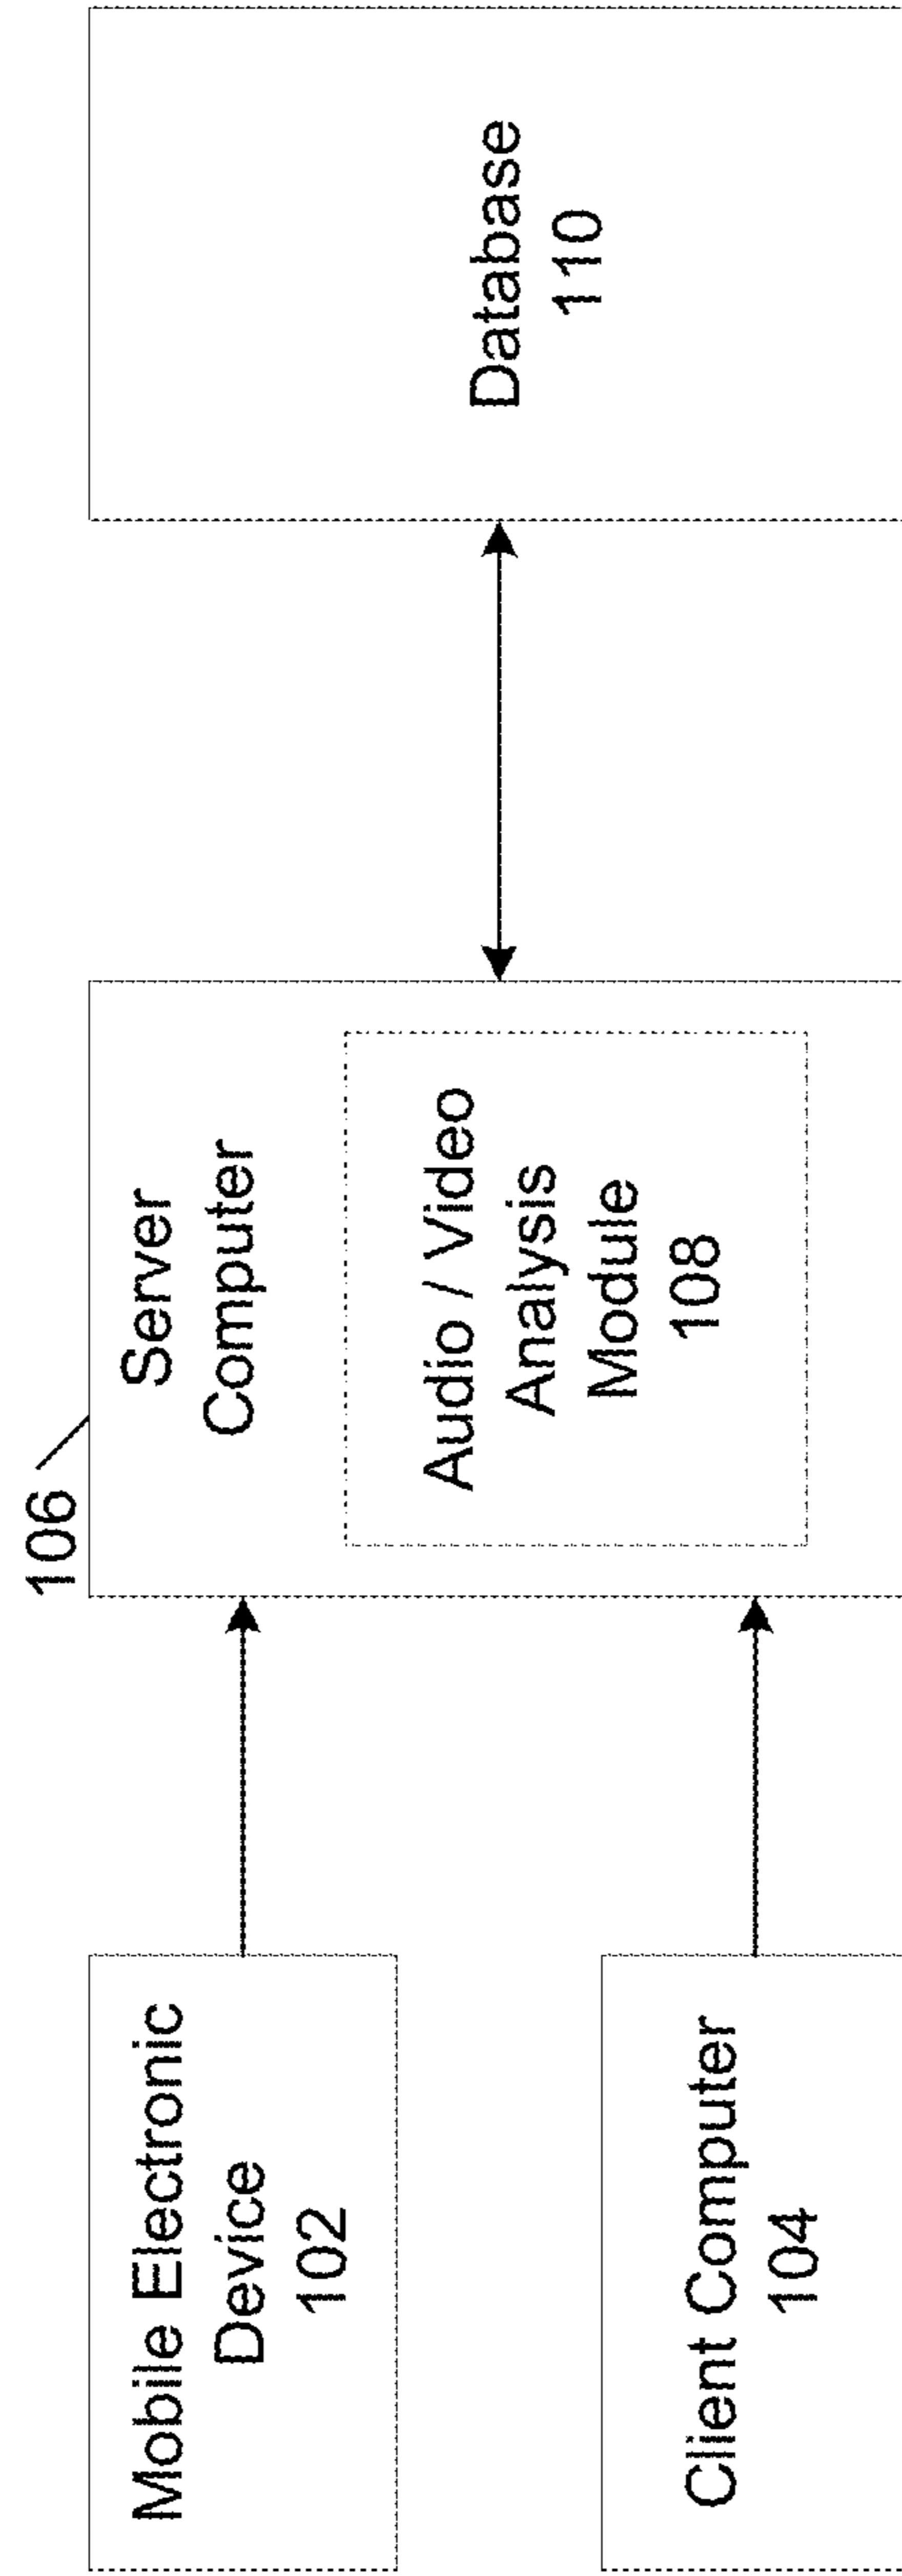 Mobile Electronic
Device
102
Client Computer
104
106
Server
Computer
Audio / Video
Analysis
Module
108
Database
110